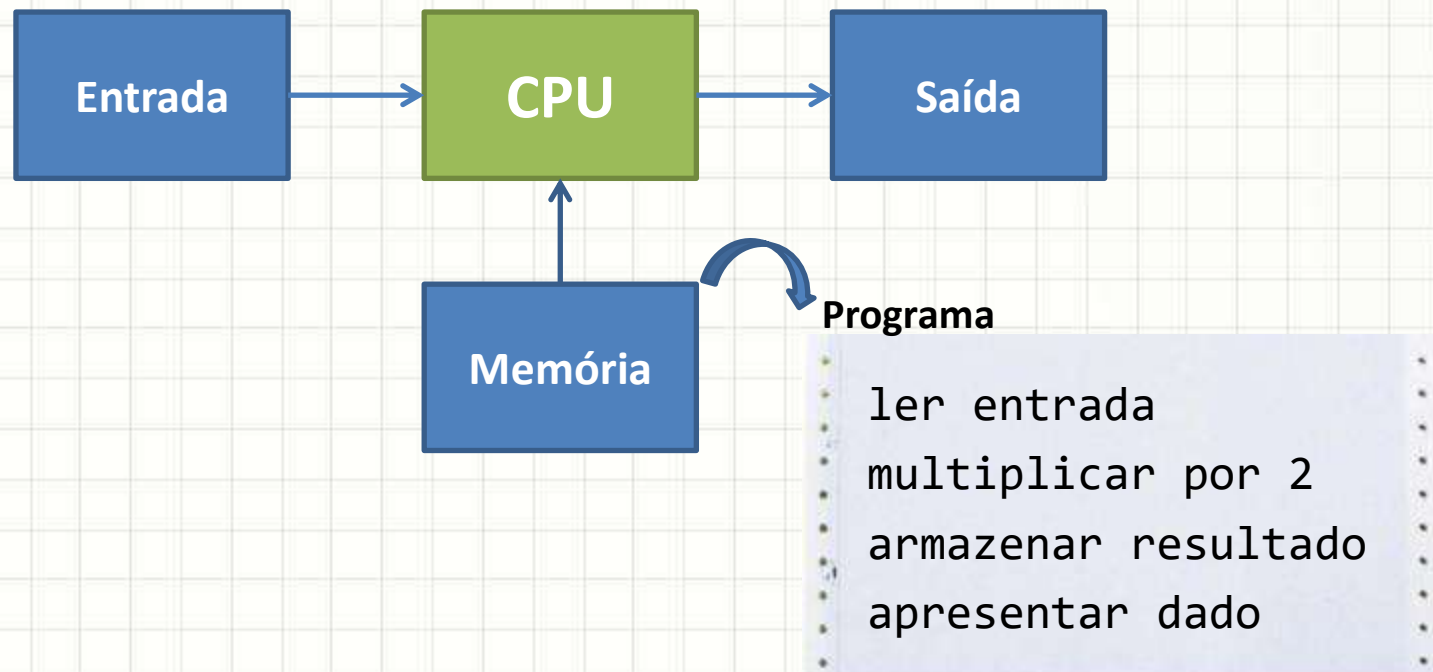 Entrada
CPU
Saída
Memória
Programa
ler entrada
multiplicar por 2
armazenar resultado
apresentar dado